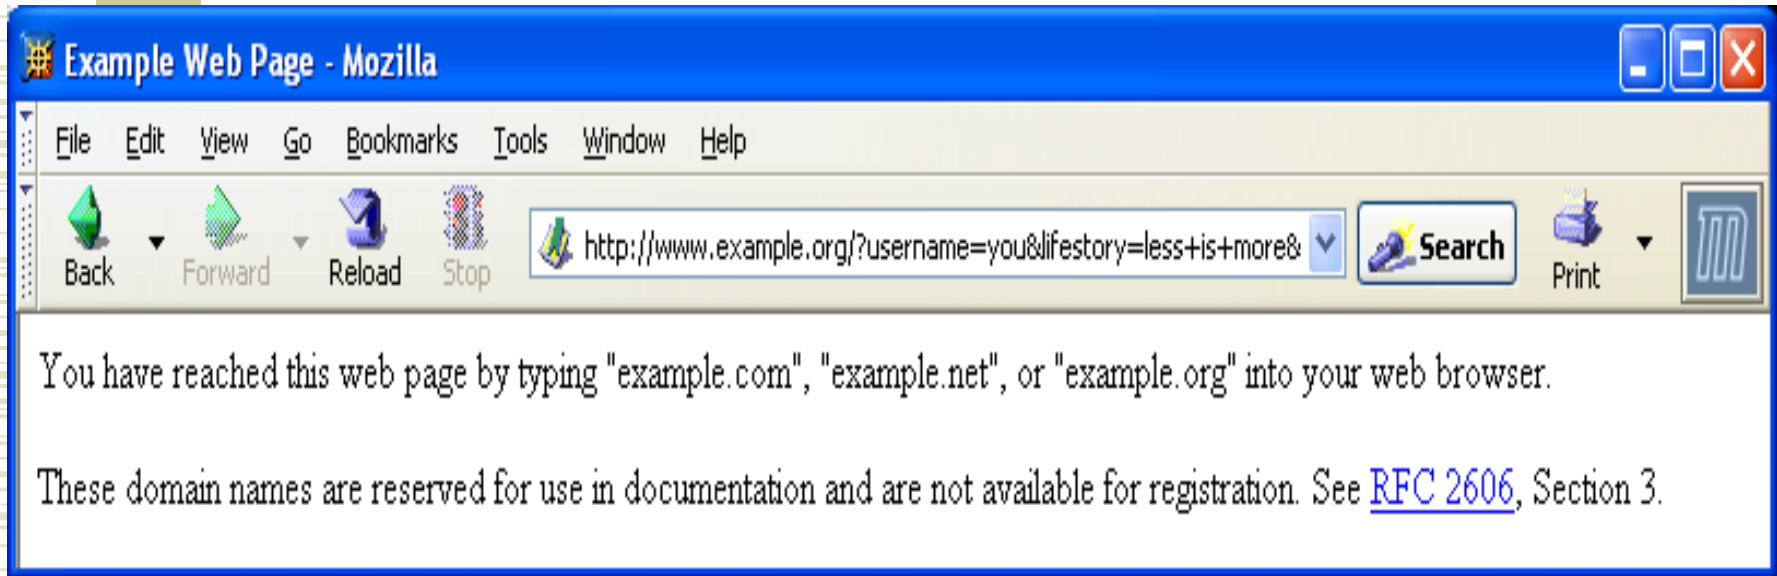 Example Web Page - Mozilla
File Edit View Go Bookmarks Tools Window Help
Back Forward Reload Stop http://www.example.org/?username=you&lifestory=less+is+more& Search Print m
You have reached this web page by typing "example.com", "example.net", or "example.org" into your web browser.
These domain names are reserved for use in documentation and are not available for registration. See RFC 2606, Section 3.